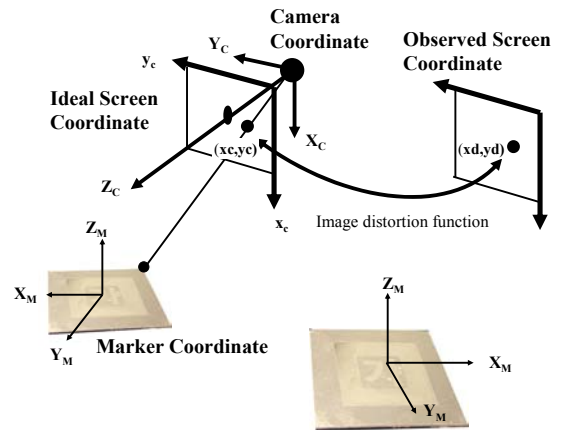 Camera
Coordinate
Observed Screen
Coordinate
Y_C
y_c
Ideal Screen
Coordinate
(xc,yc)
(xd,yd)
X_C
Z_C
x_c
Image distortion function
Z_M
X_M
Y_M
Marker Coordinate
Z_M
X_M
Y_M